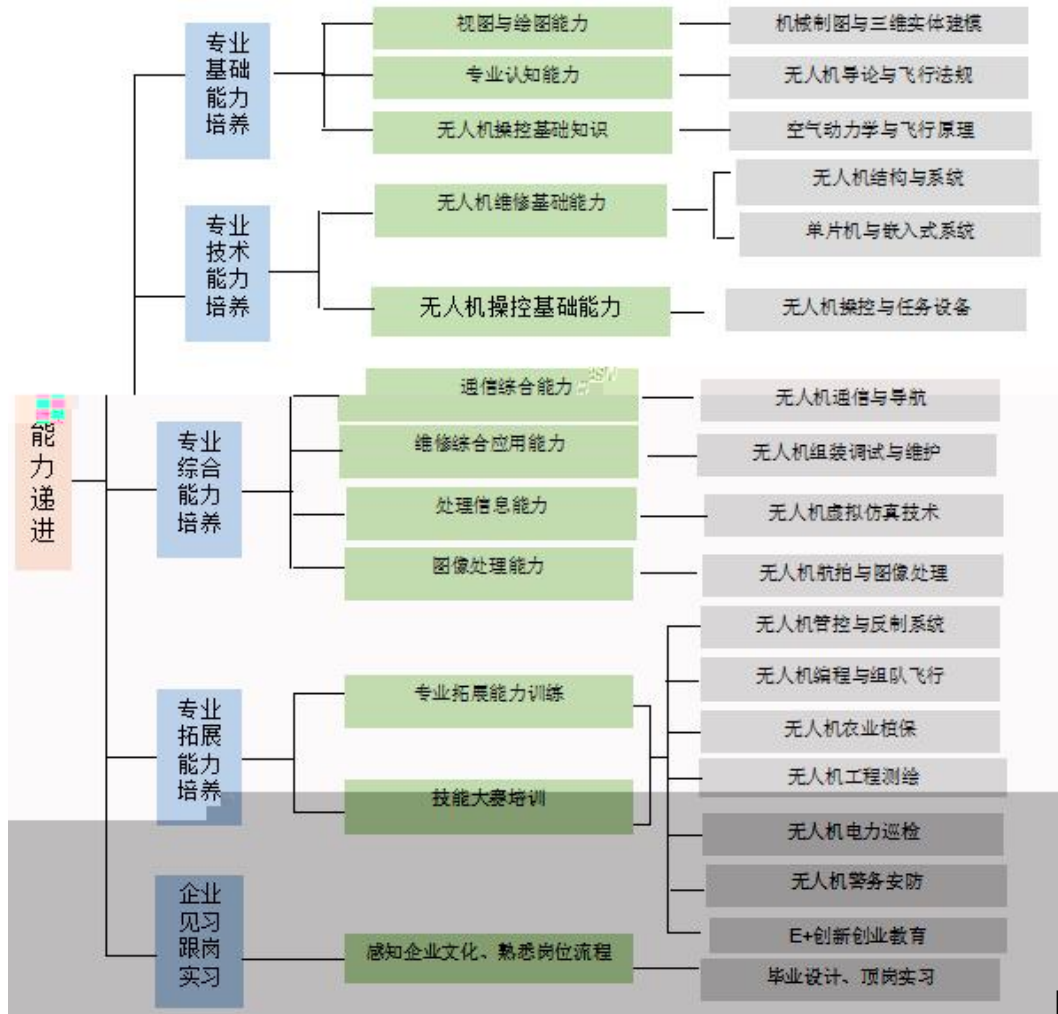 专业
基础
能力
培养
视图与绘图能力
机械制图与三维实体建模
专业认知能力
无人机导论与飞行法规
无人机操控基础知识
空气动力学与飞行原理
专业
技术
能力
培养
无人机维修基础能力
无人机结构与系统
单片机与嵌入式系统
无人机操控基础能力
无人机操控与任务设备
能
力
递
进
专业
综合
能力
培养
通信综合能力
无人机通信与导航
维修综合应用能力
无人机组装调试与维护
处理信息能力
无人机虚拟仿真技术
图像处理能力
无人机航拍与图像处理
专业
拓展
能力
培养
专业拓展能力训练
技能大赛培训
无人机管控与反制系统
无人机编程与组队飞行
无人机农业植保
无人机工程测绘
无人机电力巡检
无人机警务安防
E+创新创业教育
企业
见习
跟岗
实习
感知企业文化、熟悉岗位流程
毕业设计、顶岗实习